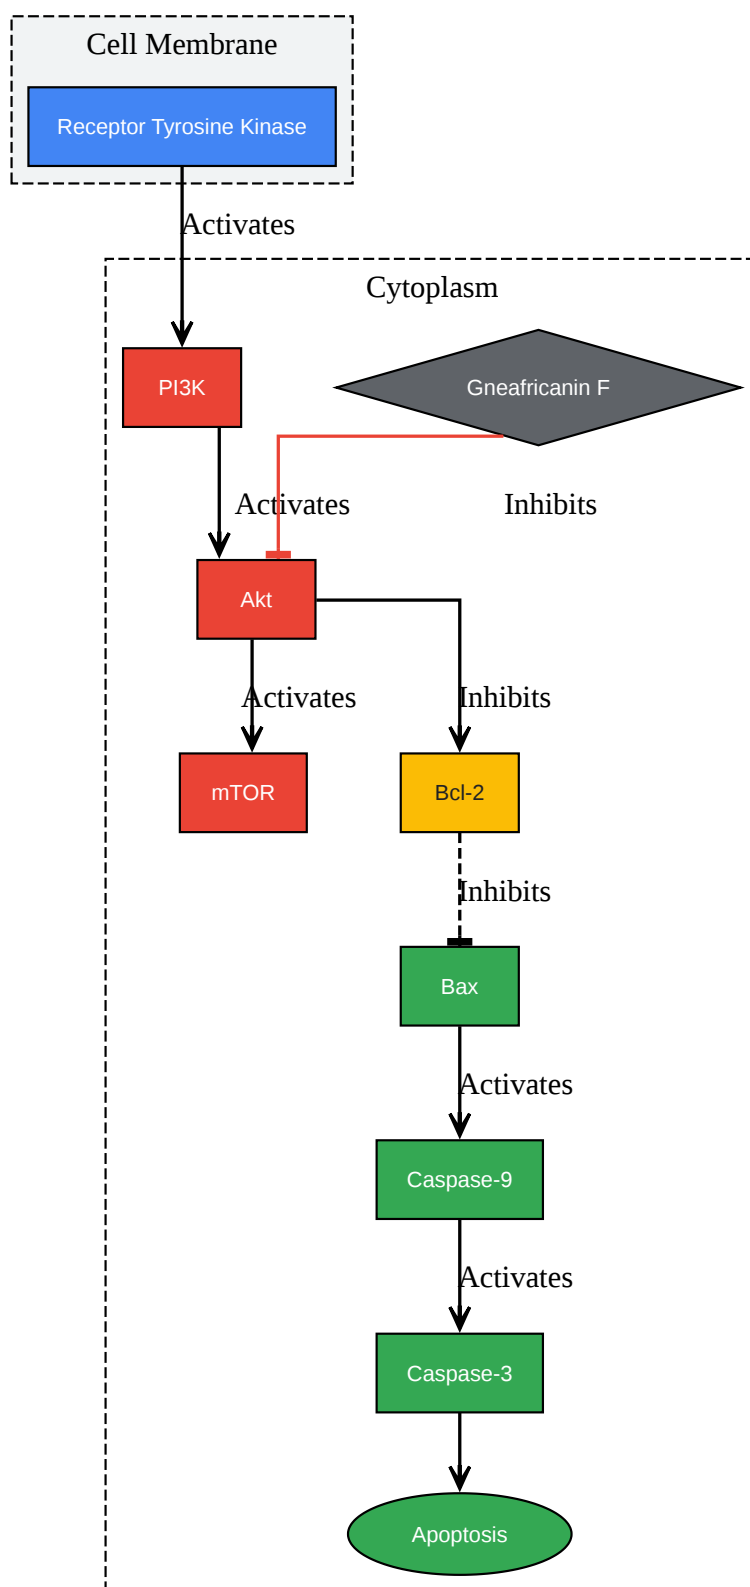 Cell Membrane
Receptor Tyrosine Kinase
Activates
Cytoplasm
PI3K
Gneafricanin F
Activates
Inhibits
Akt
Activates
Inhibits
mTOR
Bcl-2
Inhibits
Bax
Activates
Caspase-9
Activates
Caspase-3
Apoptosis